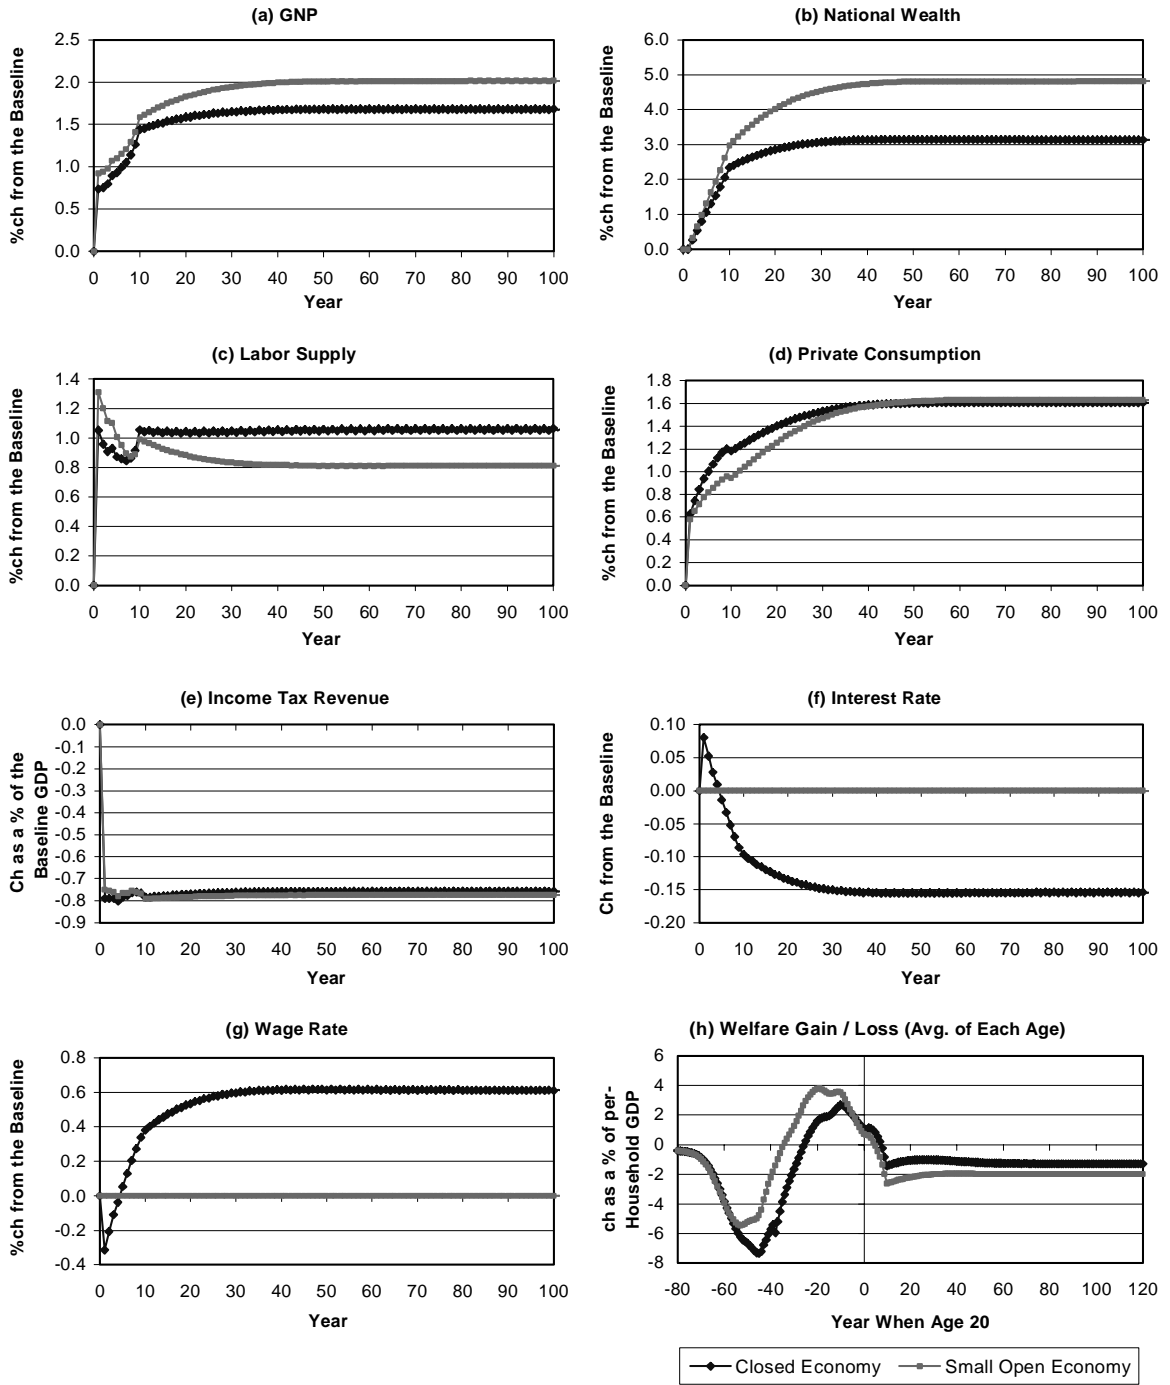 (a) GNP
%ch from the Baseline
2.5
2.0
1.5
1.0
0.5
0.0
0 10 20 30 40 50 60 70 80 90 100
Year
(b) National Wealth
%ch from the Baseline
6.0
5.0
4.0
3.0
2.0
1.0
0.0
0 10 20 30 40 50 60 70 80 90 100
Year
(c) Labor Supply
%ch from the Baseline
1.4
1.2
1.0
0.8
0.6
0.4
0.2
0.0
0 10 20 30 40 50 60 70 80 90 100
Year
(d) Private Consumption
%ch from the Baseline
1.8
1.6
1.4
1.2
1.0
0.8
0.6
0.4
0.2
0.0
0 10 20 30 40 50 60 70 80 90 100
Year
(e) Income Tax Revenue
Ch as a % of the
Baseline GDP
0.0
-0.1
-0.2
-0.3
-0.4
-0.5
-0.6
-0.7
-0.8
-0.9
0 10 20 30 40 50 60 70 80 90 100
Year
(f) Interest Rate
Ch from the Baseline
0.10
0.05
0.00
-0.05
-0.10
-0.15
-0.20
0 10 20 30 40 50 60 70 80 90 100
Year
(g) Wage Rate
%ch from the Baseline
0.8
0.6
0.4
0.2
0.0
-0.2
-0.4
0 10 20 30 40 50 60 70 80 90 100
Year
(h) Welfare Gain / Loss (Avg. of Each Age)
ch as a % of per-
Household GDP
6
4
2
0
-2
-4
-6
-8
-80 -60 -40 -20 0 20 40 60 80 100 120
Year When Age 20
Closed Economy Small Open Economy